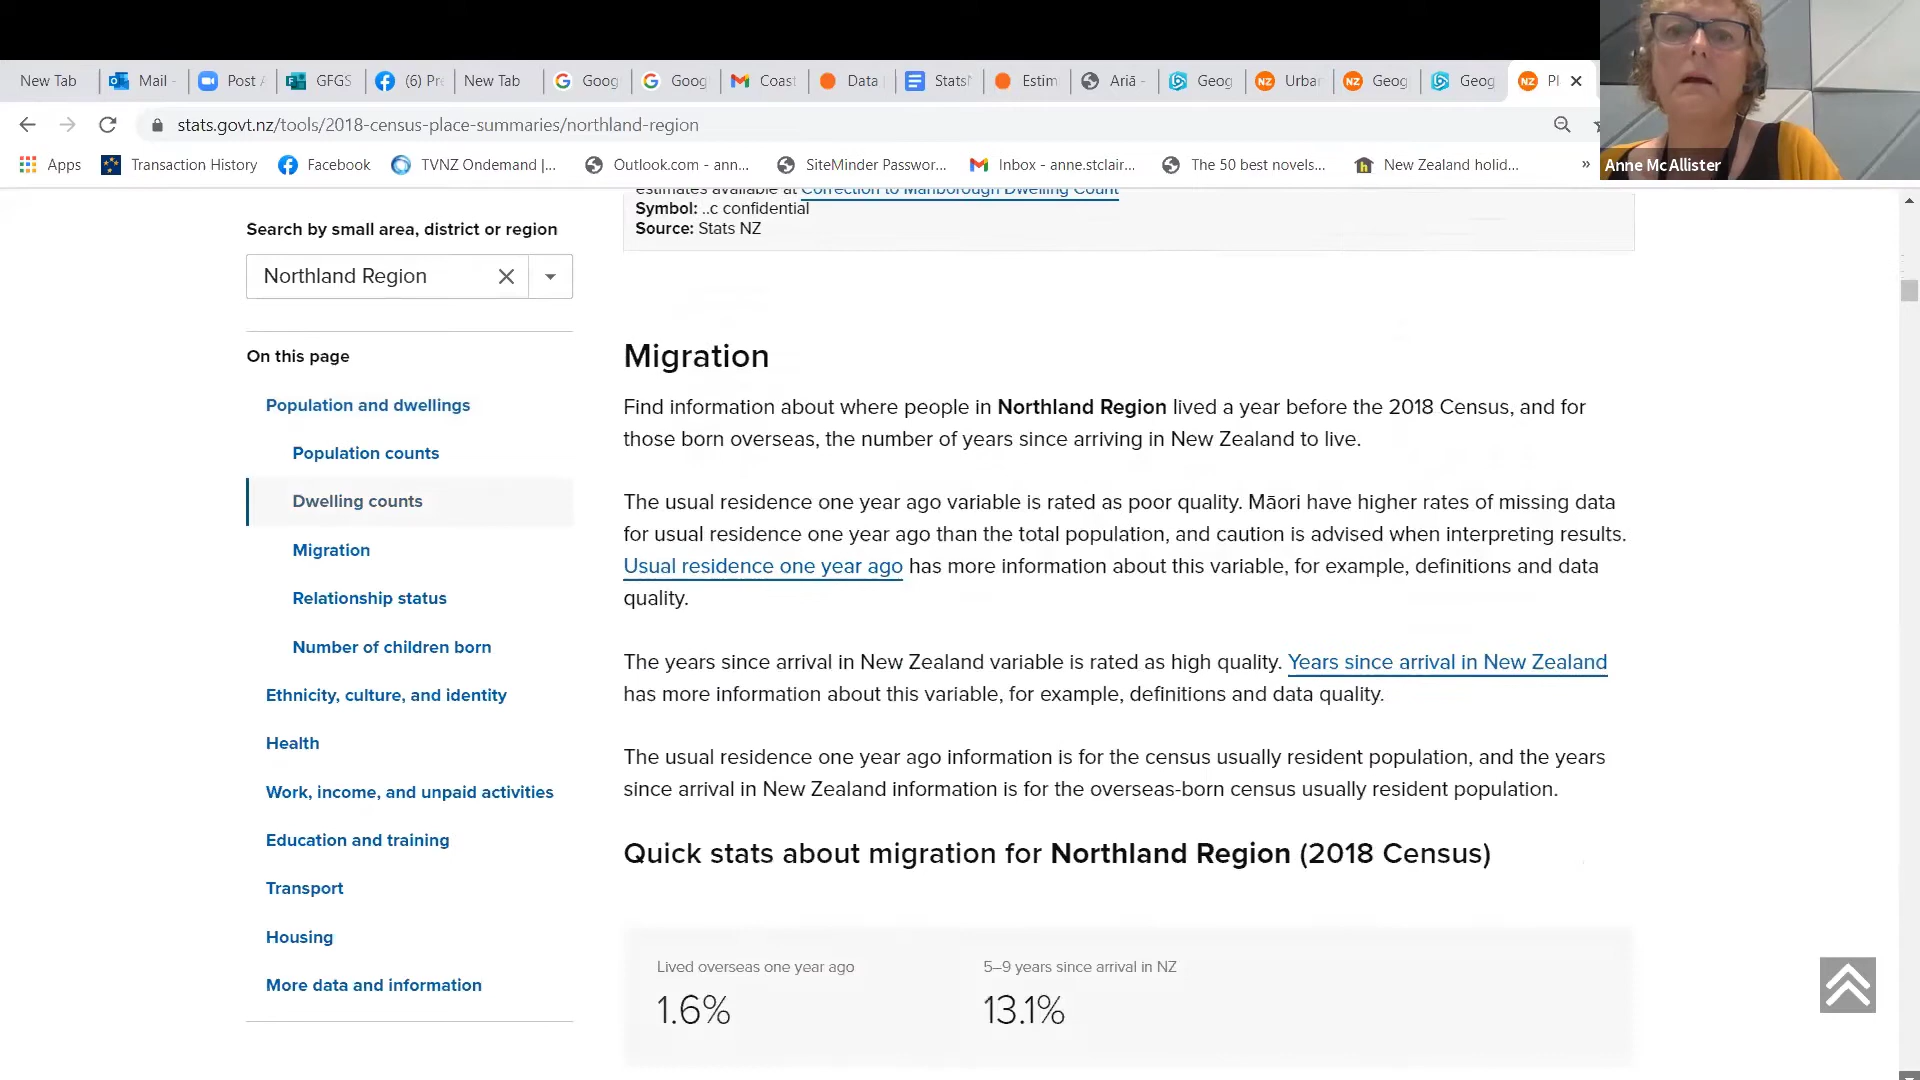 New Tab
Mail -
Post A
GFGS
(6) Pre
New Tab
Goog
Goog
Coast
Data
StatsN
Estim
Ariā -
Geog
Urba
Geog
Geog
Pl
stats.govt.nz/tools/2018-census-place-summaries/northland-region
Apps
Transaction History
Facebook
TVNZ Ondemand |...
Outlook.com - ann...
SiteMinder Passwor...
Inbox - anne.stclair...
The 50 best novels...
New Zealand holid...
»
Anne McAllister
estimates available at Correction to Marlborough Dwelling Count
Symbol: ..c confidential
Source: Stats NZ
Search by small area, district or region
Northland Region
On this page
Population and dwellings
Population counts
Dwelling counts
Migration
Relationship status
Number of children born
Ethnicity, culture, and identity
Health
Work, income, and unpaid activities
Education and training
Transport
Housing
More data and information
Migration
Find information about where people in Northland Region lived a year before the 2018 Census, and for
those born overseas, the number of years since arriving in New Zealand to live.
The usual residence one year ago variable is rated as poor quality. Māori have higher rates of missing data
for usual residence one year ago than the total population, and caution is advised when interpreting results.
Usual residence one year ago has more information about this variable, for example, definitions and data
quality.
The years since arrival in New Zealand variable is rated as high quality. Years since arrival in New Zealand
has more information about this variable, for example, definitions and data quality.
The usual residence one year ago information is for the census usually resident population, and the years
since arrival in New Zealand information is for the overseas-born census usually resident population.
Quick stats about migration for Northland Region (2018 Census)
Lived overseas one year ago
1.6%
5–9 years since arrival in NZ
13.1%